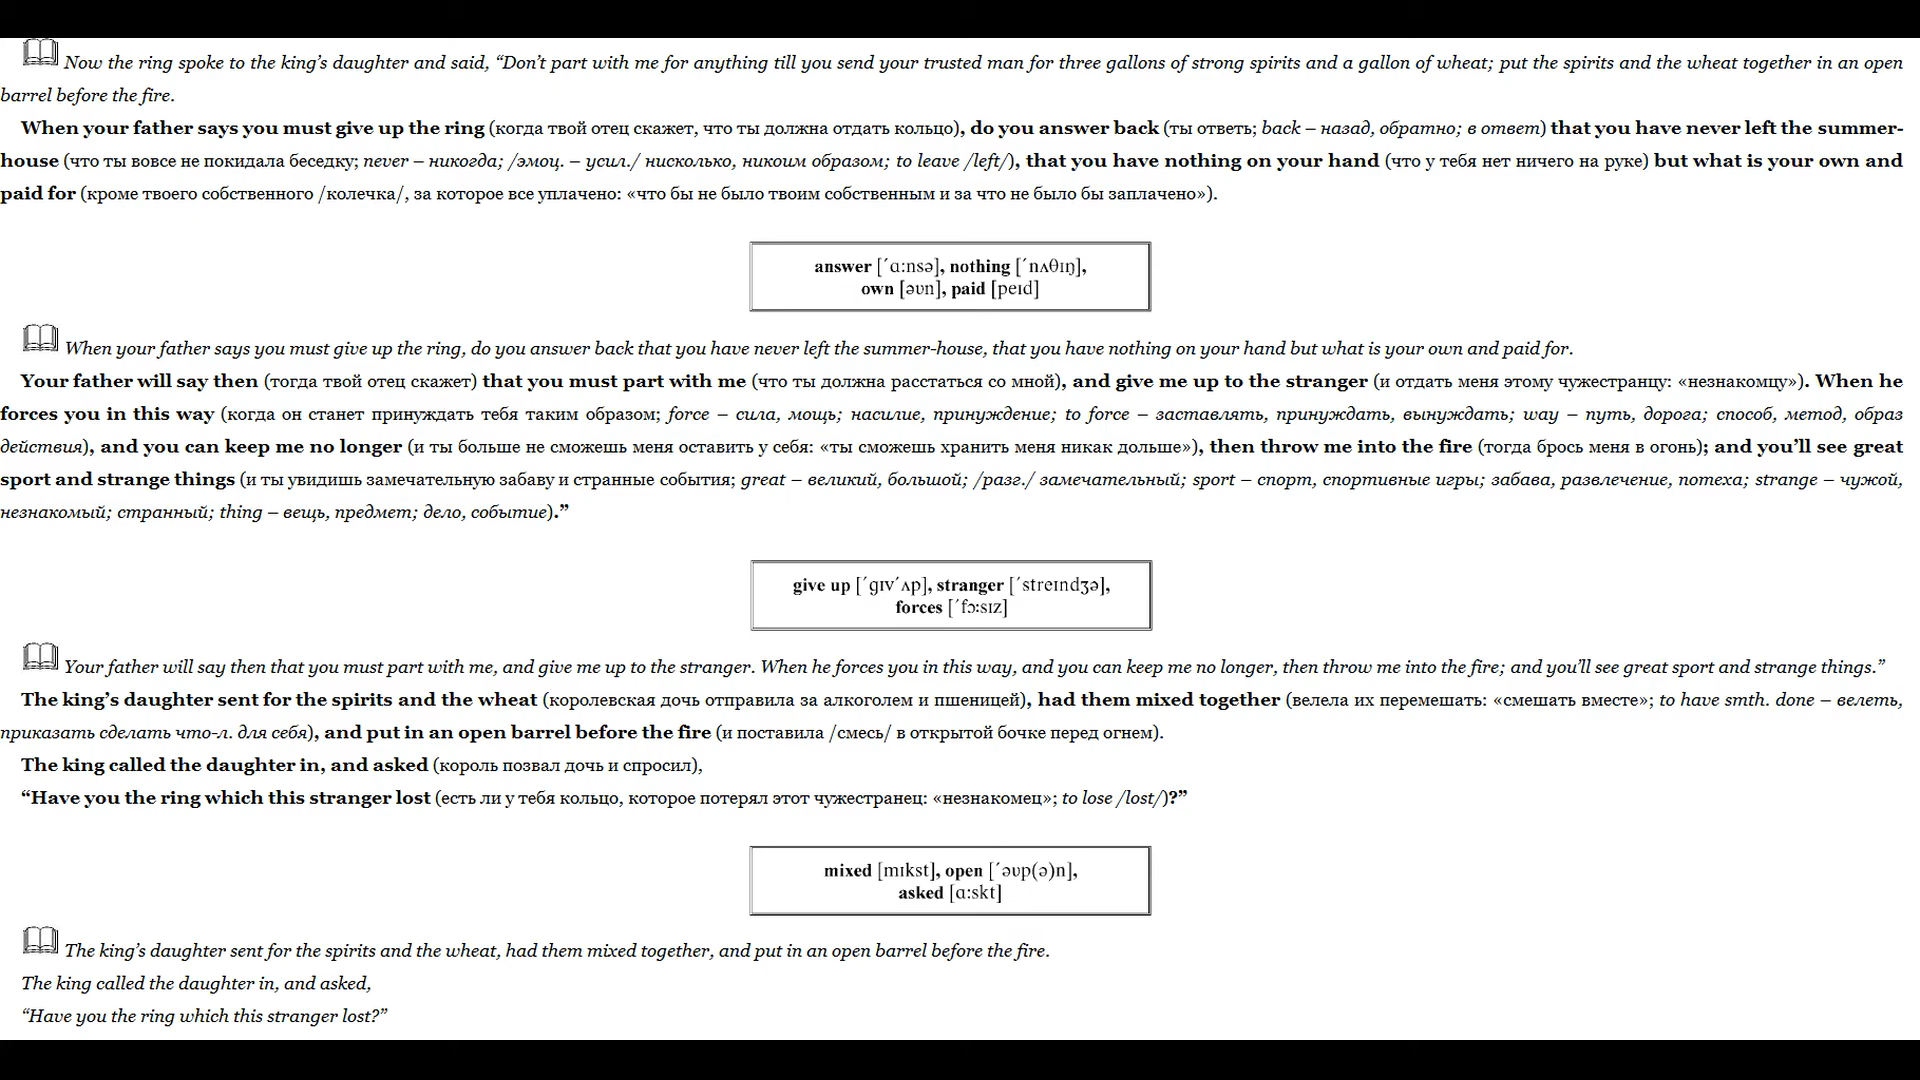 Now the ring spoke to the king’s daughter and said, “Don’t part with me for anything till you send your trusted man for three gallons of strong spirits and a gallon of wheat; put the spirits and the wheat together in an open
barrel before the fire.
When your father says you must give up the ring (когда твой отец скажет, что ты должна отдать кольцо), do you answer back (ты ответь; back – назад, обратно; в ответ) that you have never left the summer-
house (что ты вовсе не покидала беседку; never – никогда; /эмоц. – усил./ нисколько, никоим образом; to leave /left/), that you have nothing on your hand (что у тебя нет ничего на руке) but what is your own and
paid for (кроме твоего собственного /колечка/, за которое все уплачено: «что бы не было твоим собственным и за что не было бы заплачено»).
answer [´ɑ:nsə], nothing [´nʌθɪŋ],
own [əʊn], paid [peɪd]
When your father says you must give up the ring, do you answer back that you have never left the summer-house, that you have nothing on your hand but what is your own and paid for.
Your father will say then (тогда твой отец скажет) that you must part with me (что ты должна расстаться со мной), and give me up to the stranger (и отдать меня этому чужестранцу: «незнакомцу»). When he
forces you in this way (когда он станет принуждать тебя таким образом; force – сила, мощь; насилие, принуждение; to force – заставлять, принуждать, вынуждать; way – путь, дорога; способ, метод, образ
действия), and you can keep me no longer (и ты больше не сможешь меня оставить у себя: «ты сможешь хранить меня никак дольше»), then throw me into the fire (тогда брось меня в огонь); and you’ll see great
sport and strange things (и ты увидишь замечательную забаву и странные события; great – великий, большой; /разг./ замечательный; sport – спорт, спортивные игры; забава, развлечение, потеха; strange – чужой,
незнакомый; странный; thing – вещь, предмет; дело, событие).”
give up [´gɪv´ʌp], stranger [´streɪndʒə],
forces [´fɔ:sɪz]
Your father will say then that you must part with me, and give me up to the stranger. When he forces you in this way, and you can keep me no longer, then throw me into the fire; and you’ll see great sport and strange things.”
The king’s daughter sent for the spirits and the wheat (королевская дочь отправила за алкоголем и пшеницей), had them mixed together (велела их перемешать: «смешать вместе»; to have smth. done – велеть,
приказать сделать что-л. для себя), and put in an open barrel before the fire (и поставила /смесь/ в открытой бочке перед огнем).
The king called the daughter in, and asked (король позвал дочь и спросил),
“Have you the ring which this stranger lost (есть ли у тебя кольцо, которое потерял этот чужестранец: «незнакомец»; to lose /lost/)?”
mixed [mɪkst], open [´əʊp(ə)n],
asked [ɑ:skt]
The king’s daughter sent for the spirits and the wheat, had them mixed together, and put in an open barrel before the fire.
The king called the daughter in, and asked,
“Have you the ring which this stranger lost?”